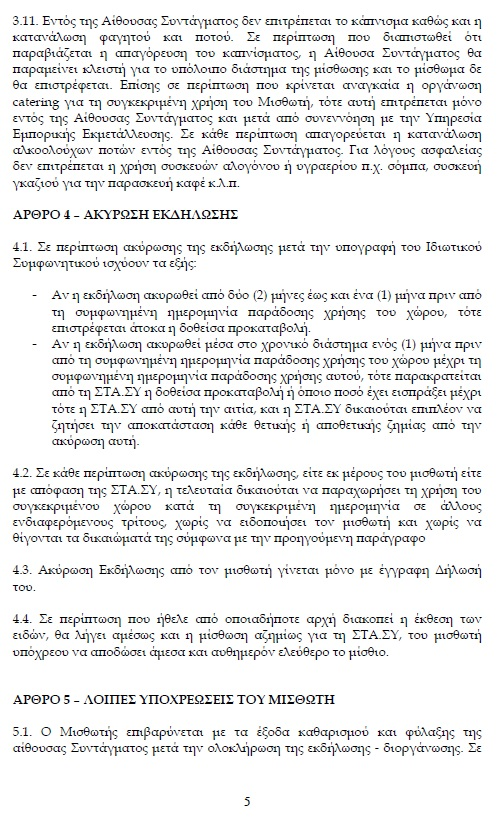 3.11. Εντός της Αίθουσας Συντάγματος δεν επιτρέπεται το κάπνισμα καθώς και η
κατανάλωση φαγητού και ποτού. Σε περίπτωση που διαπιστωθεί ότι
παραβιάζεται η απαγόρευση του καπνίσματος, η Αίθουσα Συντάγματος θα
παραμείνει κλειστή για το υπόλοιπο διάστημα της μίσθωσης και το μίσθωμα δε
θα επιστρέφεται. Επίσης σε περίπτωση που κρίνεται αναγκαία η οργάνωση
catering για τη συγκεκριμένη χρήση του Μισθωτή, τότε αυτή επιτρέπεται μόνο
εντός της Αίθουσας Συντάγματος και μετά από συνεννόηση με την Υπηρεσία
Εμπορικής Εκμετάλλευσης. Σε κάθε περίπτωση απαγορεύεται η κατανάλωση
αλκοολούχων ποτών εντός της Αίθουσας Συντάγματος. Για λόγους ασφαλείας
δεν επιτρέπεται η χρήση συσκευών αλογόνου ή υγραερίου π.χ. σόμπα, συσκευή
γκαζιού για την παρασκευή καφέ κ.λ.π.
ΑΡΘΡΟ 4 – ΑΚΥΡΩΣΗ ΕΚΔΗΛΩΣΗΣ
4.1. Σε περίπτωση ακύρωσης της εκδήλωσης μετά την υπογραφή του Ιδιωτικού
Συμφωνητικού ισχύουν τα εξής:
- Αν η εκδήλωση ακυρωθεί από δύο (2) μήνες έως και ένα (1) μήνα πριν από
τη συμφωνημένη ημερομηνία παράδοσης χρήσης του χώρου, τότε
επιστρέφεται άτοκα η δοθείσα προκαταβολή.
- Αν η εκδήλωση ακυρωθεί μέσα στο χρονικό διάστημα ενός (1) μήνα πριν
από τη συμφωνημένη ημερομηνία παράδοσης χρήσης του χώρου μέχρι τη
συμφωνημένη ημερομηνία παράδοσης χρήσης αυτού, τότε παρακρατείται
από τη ΣΤΑ.ΣΥ η δοθείσα προκαταβολή ή όποιο ποσό έχει εισπράξει μέχρι
τότε η ΣΤΑ.ΣΥ από αυτή την αιτία, και η ΣΤΑ.ΣΥ δικαιούται επιπλέον να
ζητήσει την αποκατάσταση κάθε θετικής ή αποθετικής ζημίας από την
ακύρωση αυτή.
4.2. Σε κάθε περίπτωση ακύρωσης της εκδήλωσης, είτε εκ μέρους του μισθωτή είτε
με απόφαση της ΣΤΑ.ΣΥ, η τελευταία δικαιούται να παραχωρήσει τη χρήση του
συγκεκριμένου χώρου κατά τη συγκεκριμένη ημερομηνία σε άλλους
ενδιαφερόμενους τρίτους, χωρίς να ειδοποιήσει τον μισθωτή και χωρίς να
θίγονται τα δικαιώματά της σύμφωνα με την προηγούμενη παράγραφο
4.3. Ακύρωση Εκδήλωσης από τον μισθωτή γίνεται μόνο με έγγραφη Δήλωσή
του.
4.4. Σε περίπτωση που ήθελε από οποιαδήποτε αρχή διακοπεί η έκθεση των
ειδών, θα λήγει αμέσως και η μίσθωση αζημίως για τη ΣΤΑ.ΣΥ, του μισθωτή
υπόχρεου να αποδώσει άμεσα και αυθημερόν ελεύθερο το μίσθιο.
ΑΡΘΡΟ 5 – ΛΟΙΠΕΣ ΥΠΟΧΡΕΩΣΕΙΣ ΤΟΥ ΜΙΣΘΩΤΗ
5.1. Ο Μισθωτής επιβαρύνεται με τα έξοδα καθαρισμού και φύλαξης της
αίθουσας Συντάγματος μετά την ολοκλήρωση της εκδήλωσης - διοργάνωσης. Σε
5